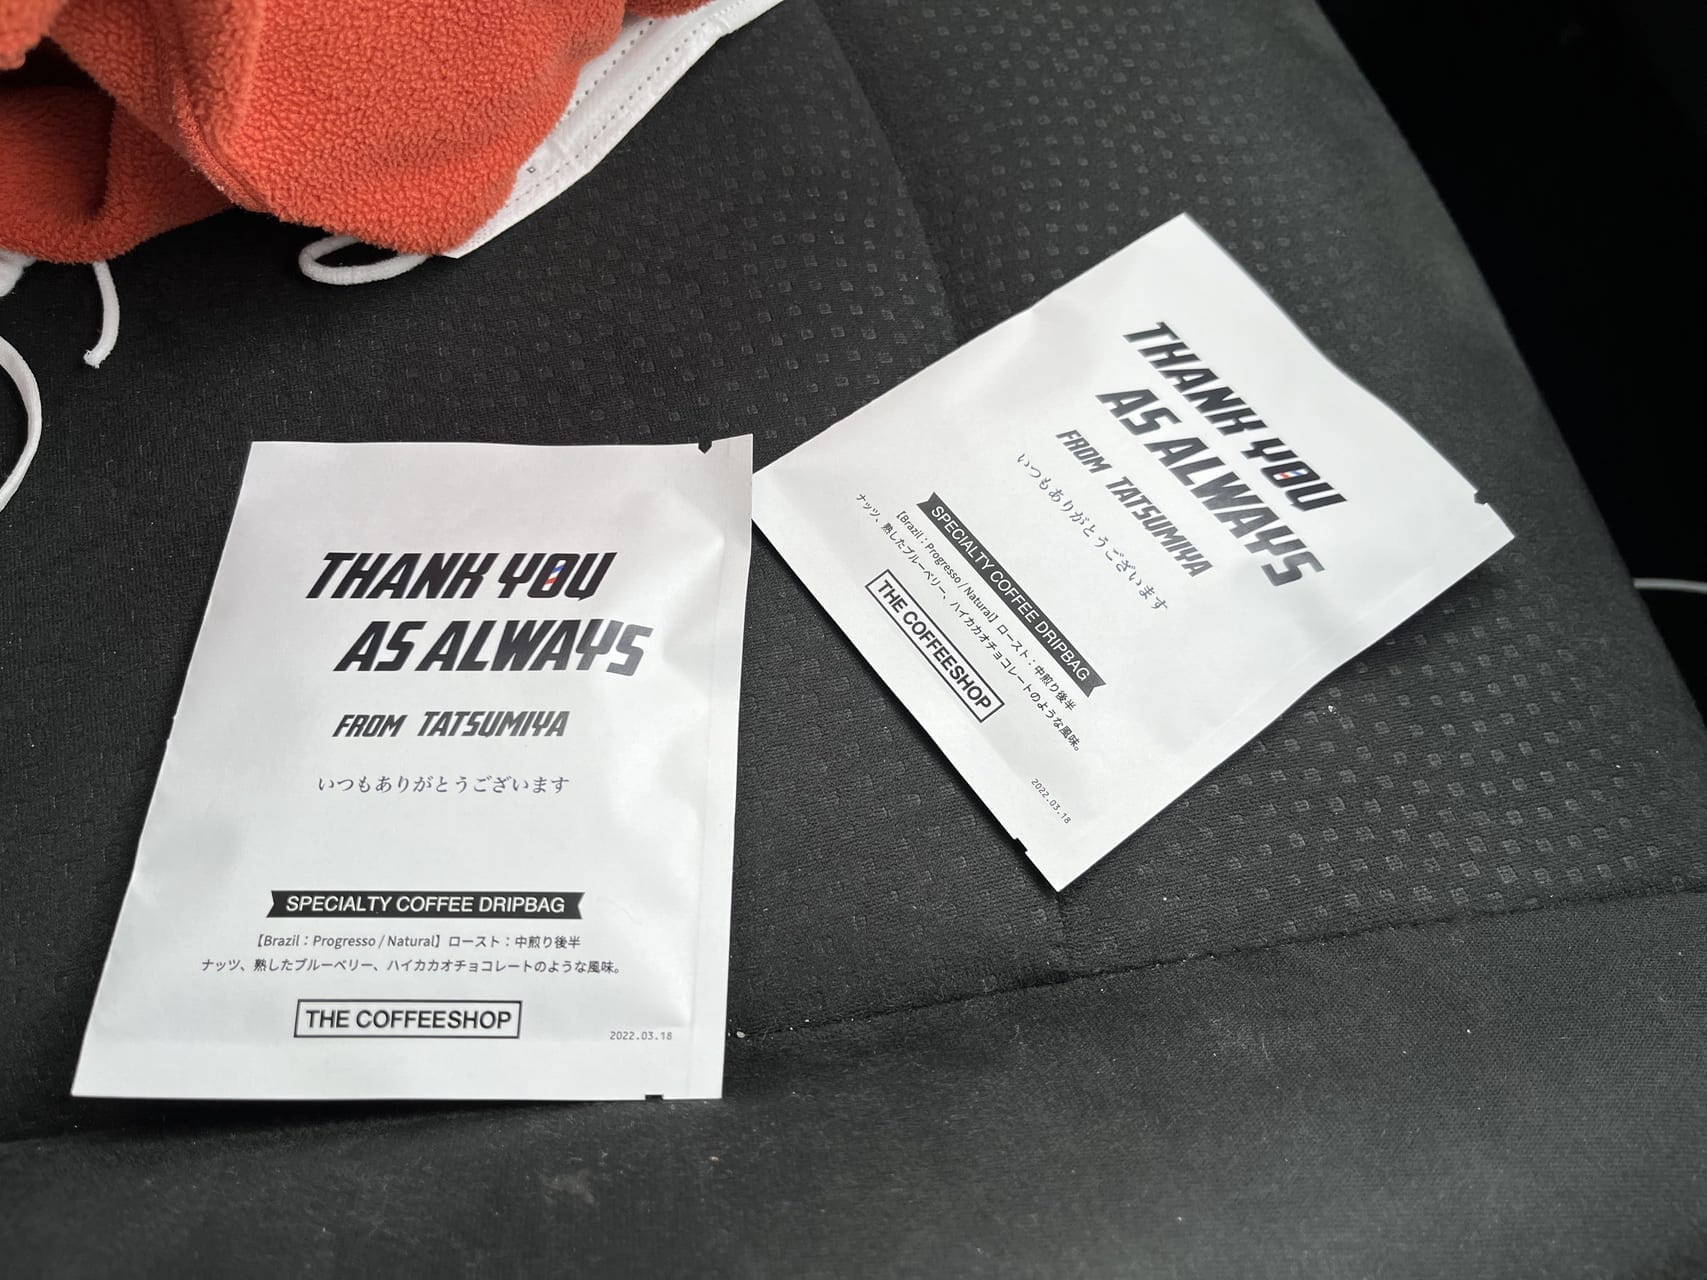 THANK YOU
AS ALWAYS
FROM TATSUMIYA
いつもありがとうございます
SPECIALTY COFFEE DRIPBAG
【Brazil：Progresso / Natural】ロースト：中煎り後半
ナッツ、熟したブルーベリー、ハイカカオチョコレートのような風味。
THE COFFEESHOP
2022.03.18
THANK YOU
AS ALWAYS
FROM TATSUMIYA
いつもありがとうございます
SPECIALTY COFFEE DRIPBAG
【Brazil：Progresso / Natural】ロースト：中煎り後半
ナッツ、熟したブルーベリー、ハイカカオチョコレートのような風味。
THE COFFEESHOP
2022.03.18